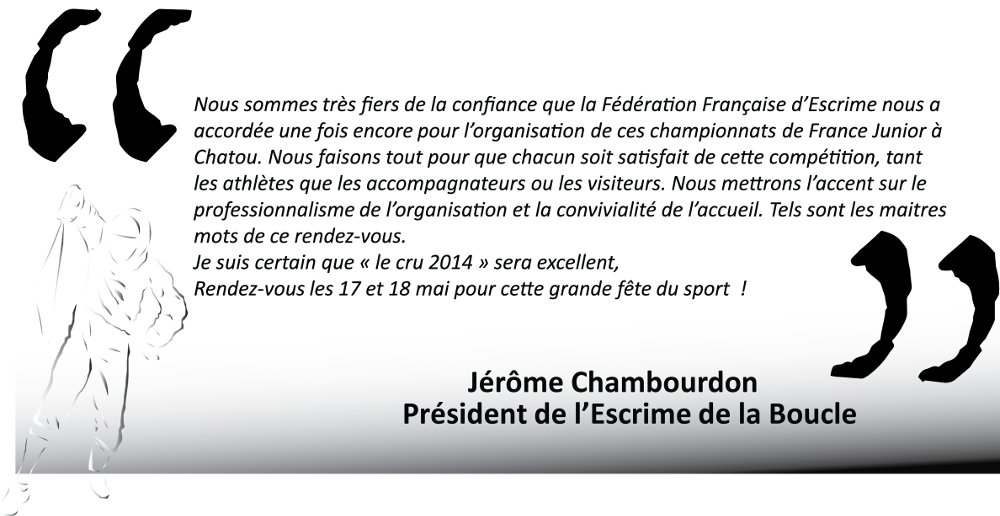 Nous sommes très fiers de la confiance que la Fédération Française d’Escrime nous a
accordée une fois encore pour l’organisation de ces championnats de France Junior à
Chatou. Nous faisons tout pour que chacun soit satisfait de cette compétition, tant
les athlètes que les accompagnateurs ou les visiteurs. Nous mettrons l’accent sur le
professionnalisme de l’organisation et la convivialité de l’accueil. Tels sont les maitres
mots de ce rendez-vous.
Je suis certain que « le cru 2014 » sera excellent,
Rendez-vous les 17 et 18 mai pour cette grande fête du sport  !
Jérôme Chambourdon
Président de l’Escrime de la Boucle